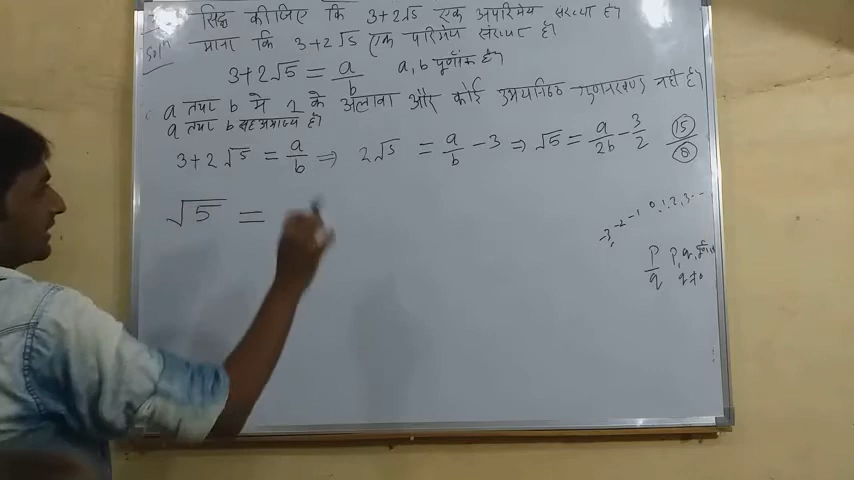 सिद्ध कीजिए कि 3+2√5 एक अपरिमेय संख्या है।
Solⁿ माना कि 3+2√5 एक परिमेय संख्या है।
3+2√5 = a/b a, b पूर्णांक है।
a तथा b में 1 के अलावा और कोई उभयनिष्ठ गुणनखण्ड नहीं है।
a तथा b सह अभाज्य है।
3+2√5 = a/b ⇒ 2√5 = a/b - 3 ⇒ √5 = a/2b - 3/2
15/8
√5 =
-3, -2 -1 0, 1, 2, 3...
p/q p, q, पूर्णांक
q ≠ 0